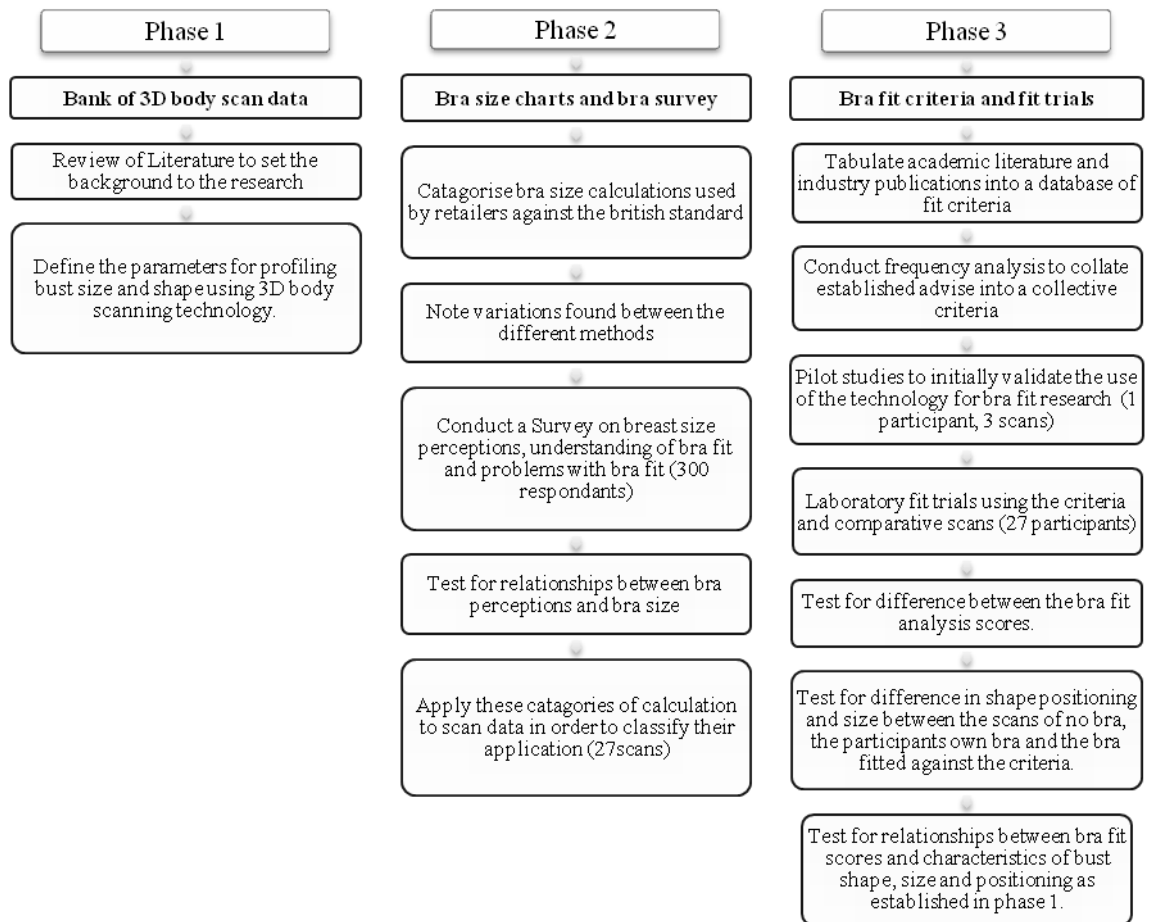 Phase 1
Bank of 3D body scan data
Review of Literature to set the
background to the research
Define the parameters for profiling
bust size and shape using 3D body
scanning technology.
Phase 2
Bra size charts and bra survey
Catagorise bra size calculations used
by retailers against the british standard
Note variations found between the
different methods
Conduct a Survey on breast size
perceptions, understanding of bra fit
and problems with bra fit (300
respondants)
Test for relationships between bra
perceptions and bra size
Apply these catagories of calculation
to scan data in order to classify their
application (27scans)
Phase 3
Bra fit criteria and fit trials
Tabulate academic literature and
industry publications into a database of
fit criteria
Conduct frequency analysis to collate
established advise into a collective
criteria
Pilot studies to initially validate the use
of the technology for bra fit research (1
participant, 3 scans)
Laboratory fit trials using the criteria
and comparative scans (27 participants)
Test for difference between the bra fit
analysis scores.
Test for difference in shape positioning
and size between the scans of no bra,
the participants own bra and the bra
fitted against the criteria.
Test for relationships between bra fit
scores and characteristics of bust
shape, size and positioning as
established in phase 1.